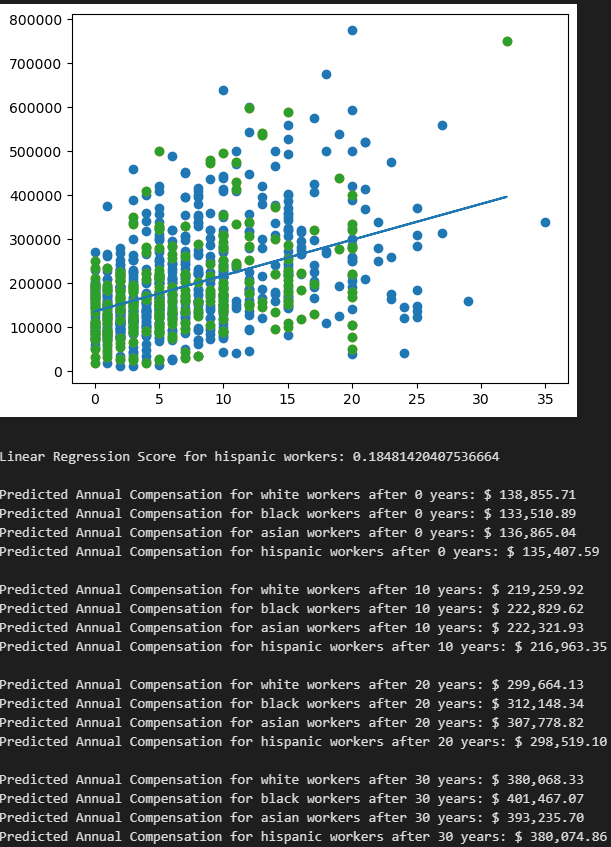 800000
700000
600000
500000
400000
300000
200000
100000
0
0 5 10 15 20 25 30 35
Linear Regression Score for hispanic workers: 0.18481420407536664
Predicted Annual Compensation for white workers after 0 years: $ 138,855.71
Predicted Annual Compensation for black workers after 0 years: $ 133,510.89
Predicted Annual Compensation for asian workers after 0 years: $ 136,865.04
Predicted Annual Compensation for hispanic workers after 0 years: $ 135,407.59
Predicted Annual Compensation for white workers after 10 years: $ 219,259.92
Predicted Annual Compensation for black workers after 10 years: $ 222,829.62
Predicted Annual Compensation for asian workers after 10 years: $ 222,321.93
Predicted Annual Compensation for hispanic workers after 10 years: $ 216,963.35
Predicted Annual Compensation for white workers after 20 years: $ 299,664.13
Predicted Annual Compensation for black workers after 20 years: $ 312,148.34
Predicted Annual Compensation for asian workers after 20 years: $ 307,778.82
Predicted Annual Compensation for hispanic workers after 20 years: $ 298,519.10
Predicted Annual Compensation for white workers after 30 years: $ 380,068.33
Predicted Annual Compensation for black workers after 30 years: $ 401,467.07
Predicted Annual Compensation for asian workers after 30 years: $ 393,235.70
Predicted Annual Compensation for hispanic workers after 30 years: $ 380,074.86